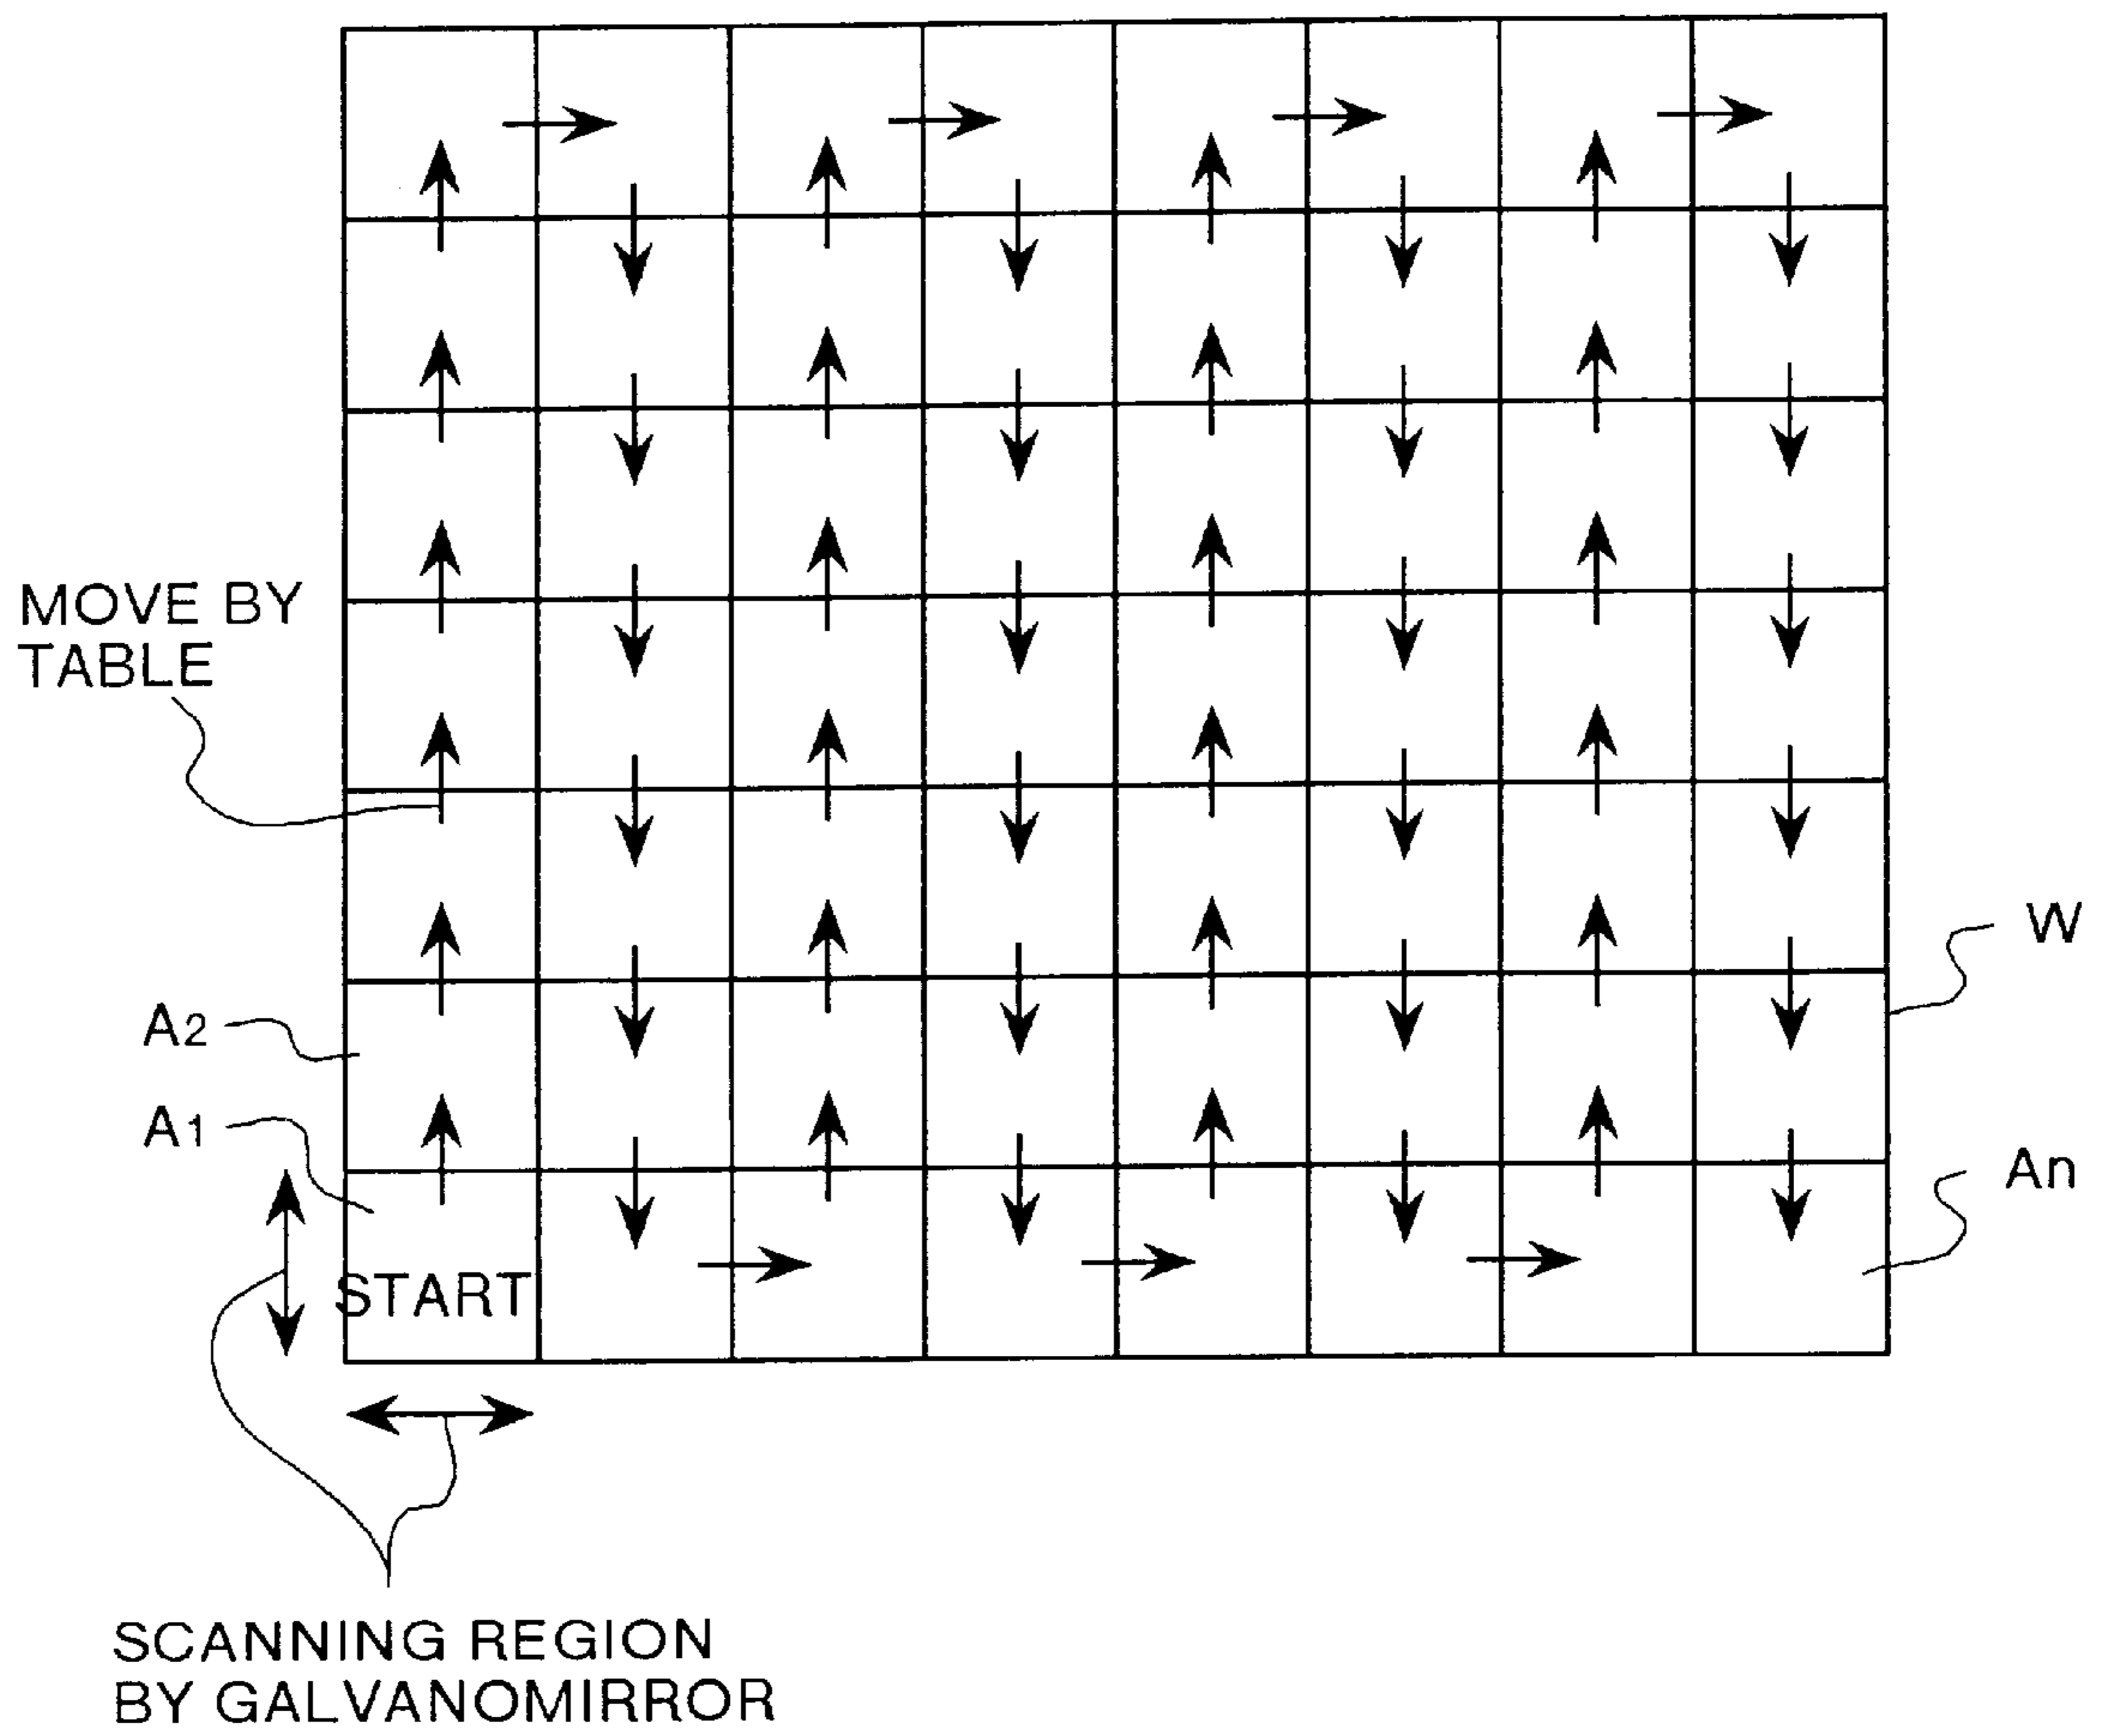 MOVE BY
TABLE
W
A2
A1
An
START
SCANNING REGION
BY GALVANOMIRROR